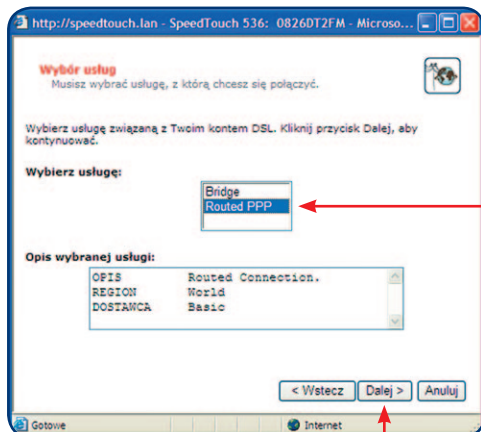 http://speedtouch.lan - SpeedTouch 536: 0826DT2FM - Microso...
Wybór usług
Musisz wybrać usługę, z którą chcesz się połączyć.
Wybierz usługę związaną z Twoim kontem DSL. Kliknij przycisk Dalej, aby
kontynuować.
Wybierz usługę:
Bridge
Routed PPP
Opis wybranej usługi:
OPIS Routed Connection.
REGION World
DOSTAWCA Basic
< Wstecz Dalej > Anuluj
Gotowe Internet